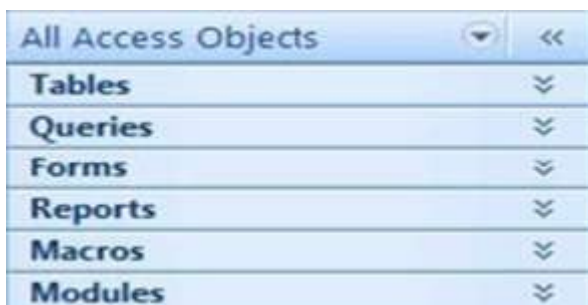 All Access Objects
Tables
Queries
Forms
Reports
Macros
Modules